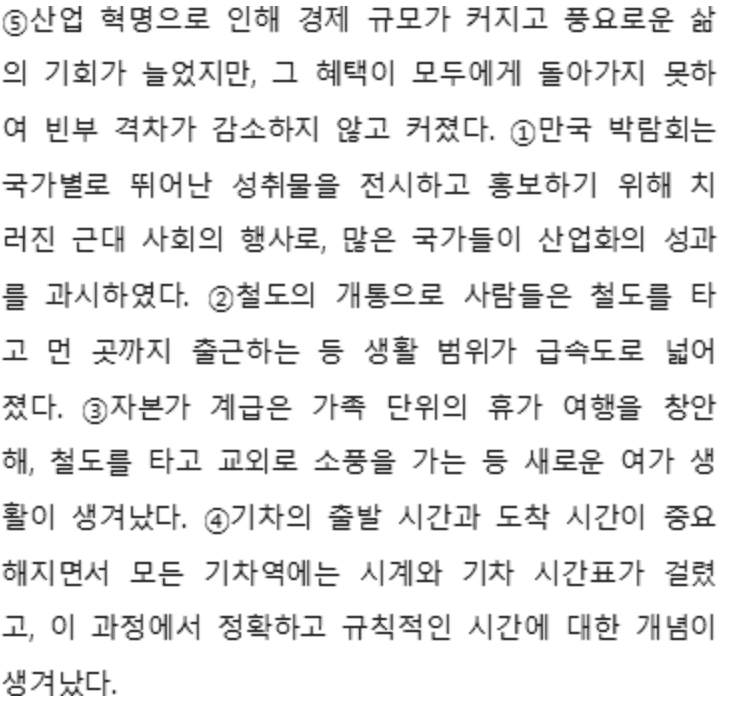 ⑤산업 혁명으로 인해 경제 규모가 커지고 풍요로운 삶
의 기회가 늘었지만, 그 혜택이 모두에게 돌아가지 못하
여 빈부 격차가 감소하지 않고 커졌다. ①만국 박람회는
국가별로 뛰어난 성취물을 전시하고 홍보하기 위해 치
러진 근대 사회의 행사로, 많은 국가들이 산업화의 성과
를 과시하였다. ②철도의 개통으로 사람들은 철도를 타
고 먼 곳까지 출근하는 등 생활 범위가 급속도로 넓어
졌다. ③자본가 계급은 가족 단위의 휴가 여행을 창안
해, 철도를 타고 교외로 소풍을 가는 등 새로운 여가 생
활이 생겨났다. ④기차의 출발 시간과 도착 시간이 중요
해지면서 모든 기차역에는 시계와 기차 시간표가 걸렸
고, 이 과정에서 정확하고 규칙적인 시간에 대한 개념이
생겨났다.